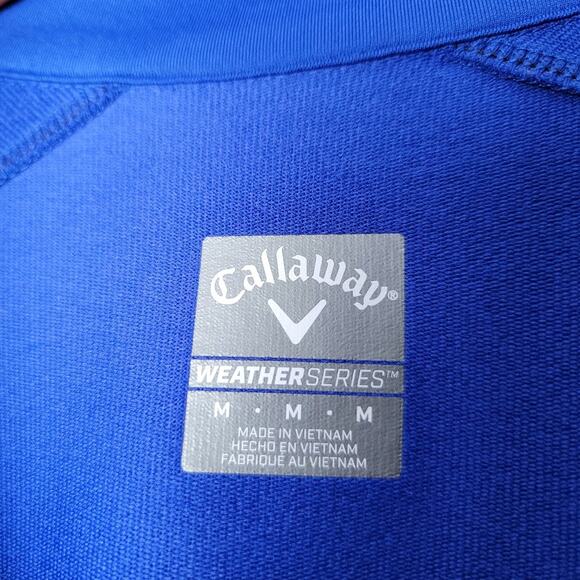 Callaway®
WEATHERSERIES™
M • M • M
MADE IN VIETNAM
HECHO EN VIETNAM
FABRIQUÉ AU VIETNAM